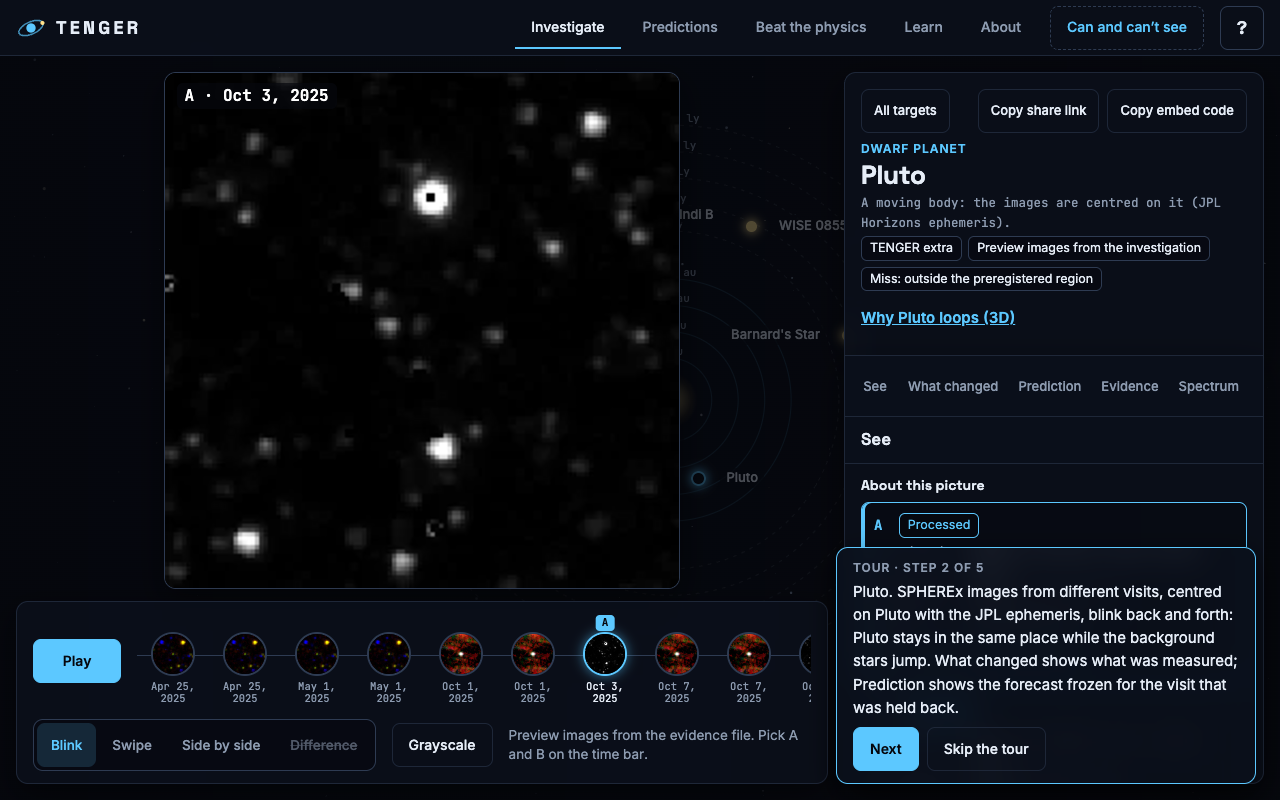 TENGER
Investigate
Predictions
Beat the physics
Learn
About
Can and can’t see
?
A · Oct 3, 2025
ly
ly
ly
y
Indi B
WISE 0855
au
au
u
u
Barnard's Star
Pluto
All targets
Copy share link
Copy embed code
DWARF PLANET
Pluto
A moving body: the images are centred on it (JPL
Horizons ephemeris).
TENGER extra
Preview images from the investigation
Miss: outside the preregistered region
Why Pluto loops (3D)
See
What changed
Prediction
Evidence
Spectrum
See
About this picture
A
Processed
TOUR · STEP 2 OF 5
Pluto. SPHEREx images from different visits, centred
on Pluto with the JPL ephemeris, blink back and forth:
Pluto stays in the same place while the background
stars jump. What changed shows what was measured;
Prediction shows the forecast frozen for the visit that
was held back.
Next
Skip the tour
Play
A
Apr 25,
2025
Apr 25,
2025
May 1,
2025
May 1,
2025
Oct 1,
2025
Oct 1,
2025
Oct 3,
2025
Oct 7,
2025
Oct 7,
2025
Blink
Swipe
Side by side
Difference
Grayscale
Preview images from the evidence file. Pick A
and B on the time bar.